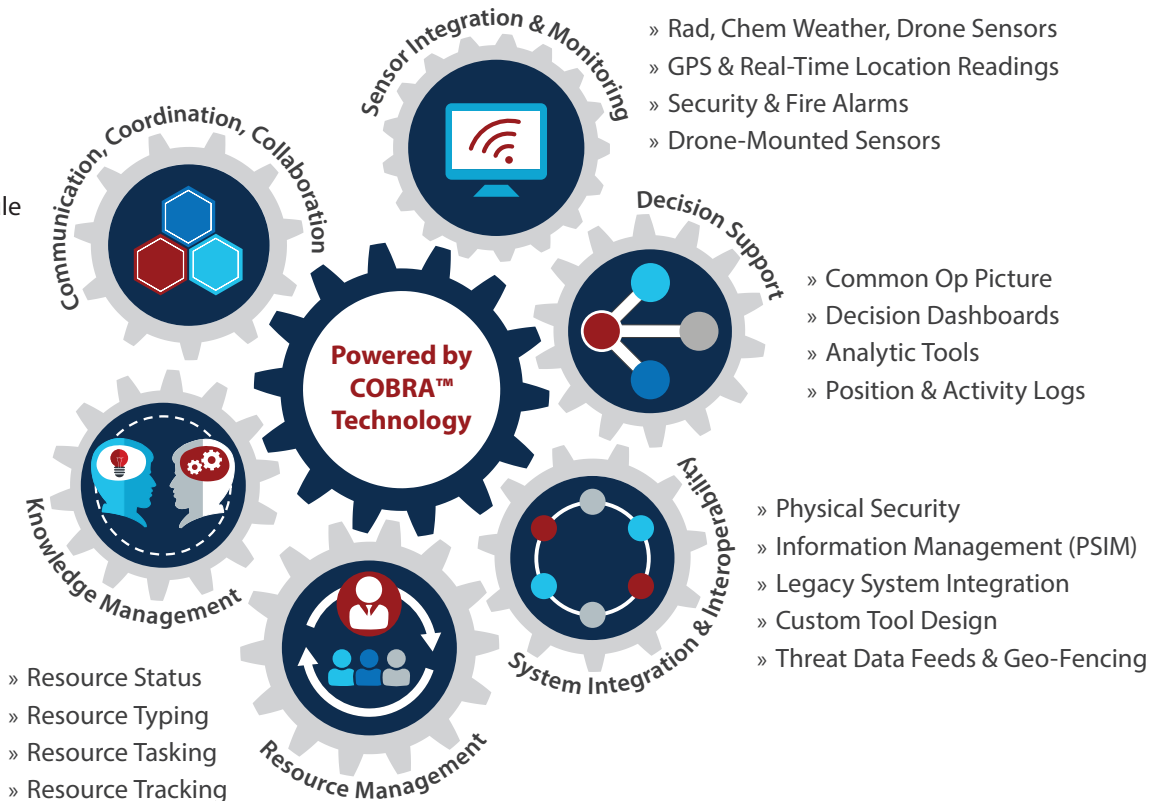 Sensor Integration & Monitoring
» Rad, Chem Weather, Drone Sensors
» GPS & Real-Time Location Readings
» Security & Fire Alarms
» Drone-Mounted Sensors
Communication, Coordination, Collaboration
Decision Support
» Common Op Picture
» Decision Dashboards
» Analytic Tools
» Position & Activity Logs
Powered by
COBRA™
Technology
Knowledge Management
System Integration & Interoperability
» Physical Security
» Information Management (PSIM)
» Legacy System Integration
» Custom Tool Design
» Threat Data Feeds & Geo-Fencing
Resource Management
» Resource Status
» Resource Typing
» Resource Tasking
» Resource Tracking